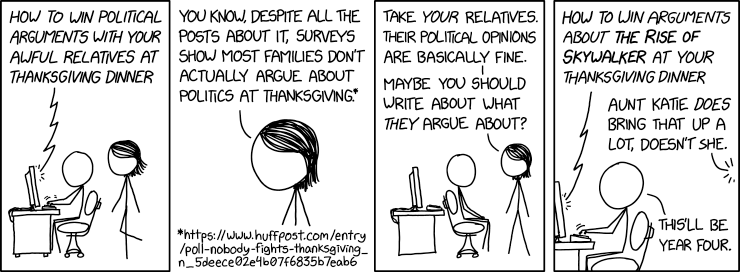 HOW TO WIN POLITICAL
ARGUMENTS WITH YOUR
AWFUL RELATIVES AT
THANKSGIVING DINNER
YOU KNOW, DESPITE ALL THE
POSTS ABOUT IT, SURVEYS
SHOW MOST FAMILIES DON'T
ACTUALLY ARGUE ABOUT
POLITICS AT THANKSGIVING.*
*https://www.huffpost.com/entry
/poll-nobody-fights-thanksgiving_
n_5deece02e4b07f6835b7eab6
TAKE YOUR RELATIVES.
THEIR POLITICAL OPINIONS
ARE BASICALLY FINE.
MAYBE YOU SHOULD
WRITE ABOUT WHAT
THEY ARGUE ABOUT?
HOW TO WIN ARGUMENTS
ABOUT THE RISE OF
SKYWALKER AT YOUR
THANKSGIVING DINNER
AUNT KATIE DOES
BRING THAT UP A
LOT, DOESN'T SHE.
THIS'LL BE
YEAR FOUR.